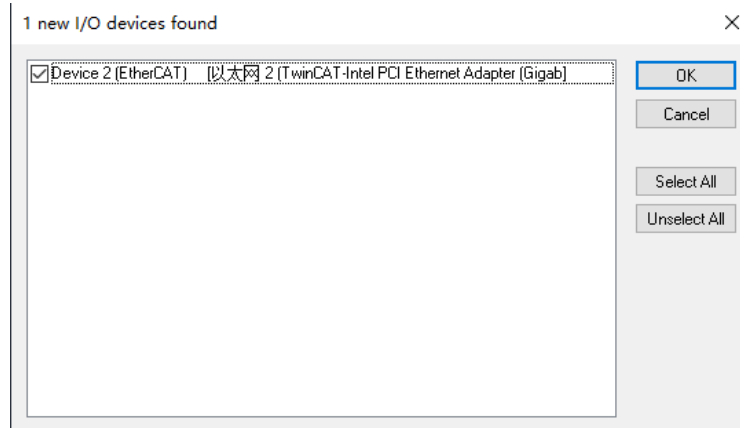 1 new I/O devices found
Device 2 (EtherCAT) [以太网 2 (TwinCAT-Intel PCI Ethernet Adapter (Gigab]
OK
Cancel
Select All
Unselect All